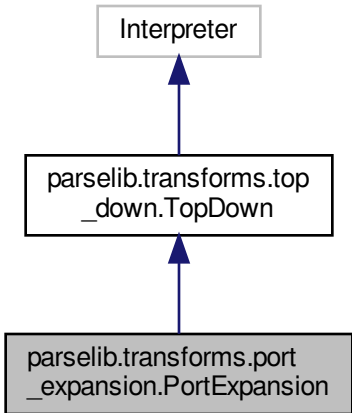 Interpreter
parselib.transforms.top
_down.TopDown
parselib.transforms.port
_expansion.PortExpansion